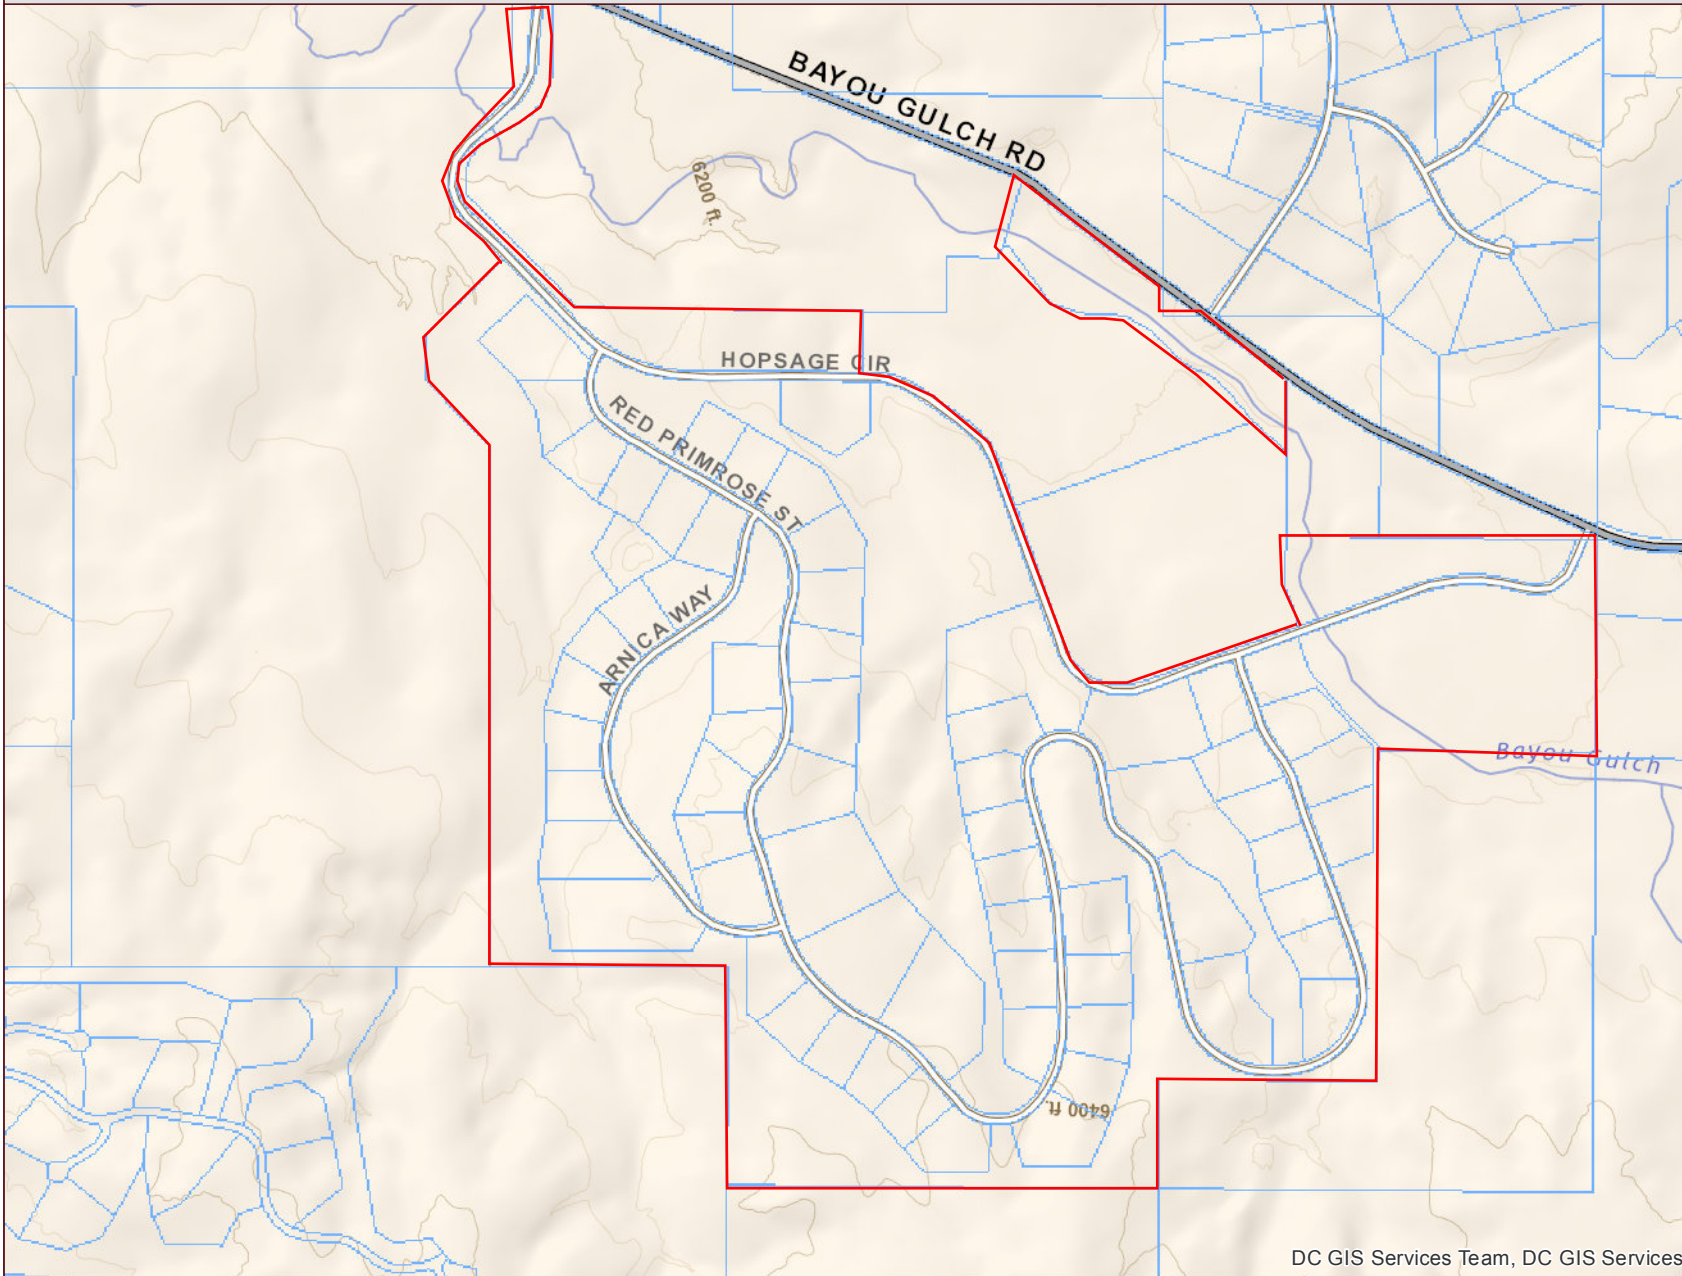 BAYOU GULCH RD
6200 ft.
HOPSAGE CIR
RED PRIMROSE ST
ARNICA WAY
Bayou Gulch
6400 ft.
DC GIS Services Team, DC GIS Services